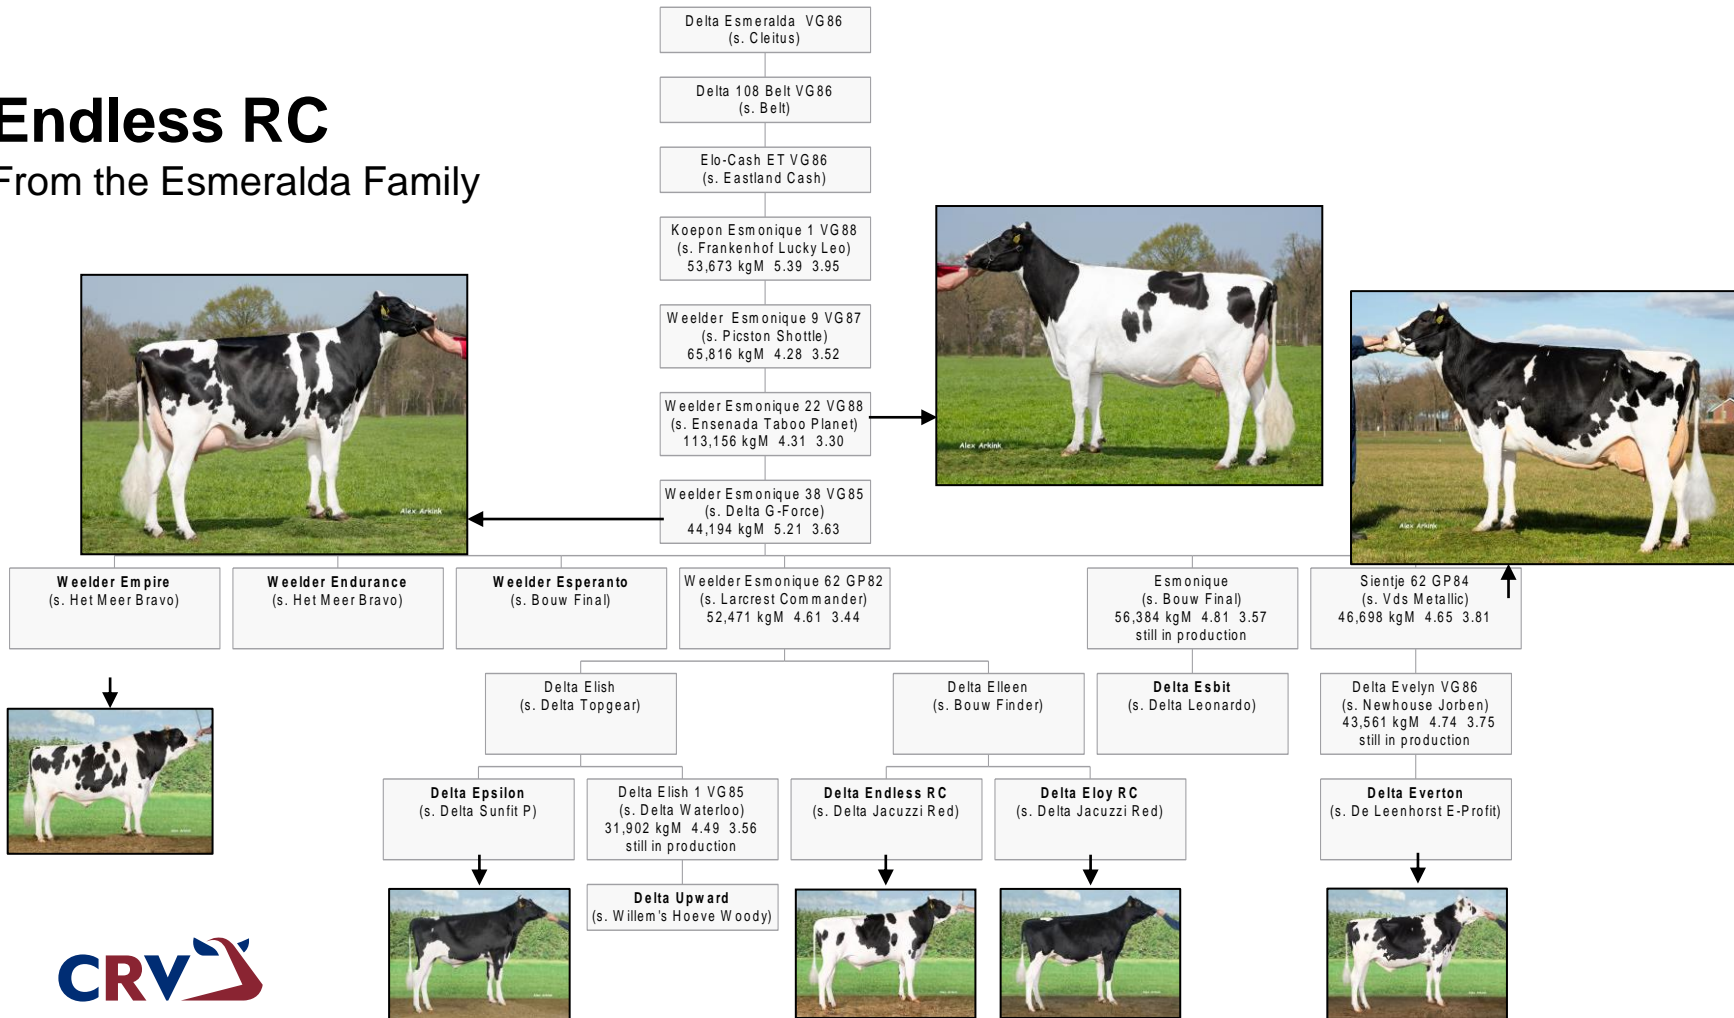 Endless RC
From the Esmeralda Family
Delta Esmeralda VG86
(s. Cleitus)
Delta 108 Belt VG86
(s. Belt)
Elo-Cash ET VG86
(s. Eastland Cash)
Koepon Esmonique 1 VG88
(s. Frankenhof Lucky Leo)
53,673 kgM 5.39 3.95
Weelder Esmonique 9 VG87
(s. Picston Shottle)
65,816 kgM 4.28 3.52
Weelder Esmonique 22 VG88
(s. Ensenada Taboo Planet)
113,156 kgM 4.31 3.30
Weelder Esmonique 38 VG85
(s. Delta G-Force)
44,194 kgM 5.21 3.63
Alex Arkink
Alex Arkink
Alex Arkink
Weelder Empire
(s. Het Meer Bravo)
Weelder Endurance
(s. Het Meer Bravo)
Weelder Esperanto
(s. Bouw Final)
Weelder Esmonique 62 GP82
(s. Larcrest Commander)
52,471 kgM 4.61 3.44
Esmonique
(s. Bouw Final)
56,384 kgM 4.81 3.57
still in production
Sientje 62 GP84
(s. Vds Metallic)
46,698 kgM 4.65 3.81
Delta Elish
(s. Delta Topgear)
Delta Elleen
(s. Bouw Finder)
Delta Esbit
(s. Delta Leonardo)
Delta Evelyn VG86
(s. Newhouse Jorben)
43,561 kgM 4.74 3.75
still in production
Delta Epsilon
(s. Delta Sunfit P)
Delta Elish 1 VG85
(s. Delta Waterloo)
31,902 kgM 4.49 3.56
still in production
Delta Endless RC
(s. Delta Jacuzzi Red)
Delta Eloy RC
(s. Delta Jacuzzi Red)
Delta Everton
(s. De Leenhorst E-Profit)
Delta Upward
(s. Willem's Hoeve Woody)
CRV